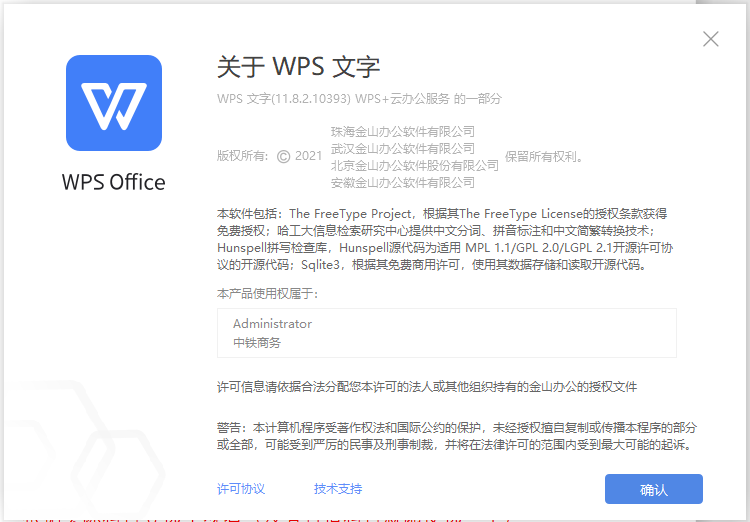 关于 WPS 文字
WPS 文字(11.8.2.10393) WPS+云办公服务 的一部分
版权所有: © 2021
珠海金山办公软件有限公司
武汉金山办公软件有限公司
北京金山办公软件股份有限公司
安徽金山办公软件有限公司
保留所有权利。
WPS Office
本软件包括：The FreeType Project，根据其The FreeType License的授权条款获得
免费授权；哈工大信息检索研究中心提供中文分词、拼音标注和中文简繁转换技术；
Hunspell拼写检查库，Hunspell源代码为适用 MPL 1.1/GPL 2.0/LGPL 2.1开源许可协
议的开源代码；Sqlite3，根据其免费商用许可，使用其数据存储和读取开源代码。
本产品使用权属于：
Administrator
中铁商务
许可信息请依据合法分配您本许可的法人或其他组织持有的金山办公的授权文件
警告：本计算机程序受著作权法和国际公约的保护，未经授权擅自复制或传播本程序的部分
或全部，可能受到严厉的民事及刑事制裁，并将在法律许可的范围内受到最大可能的起诉。
许可协议
技术支持
确认